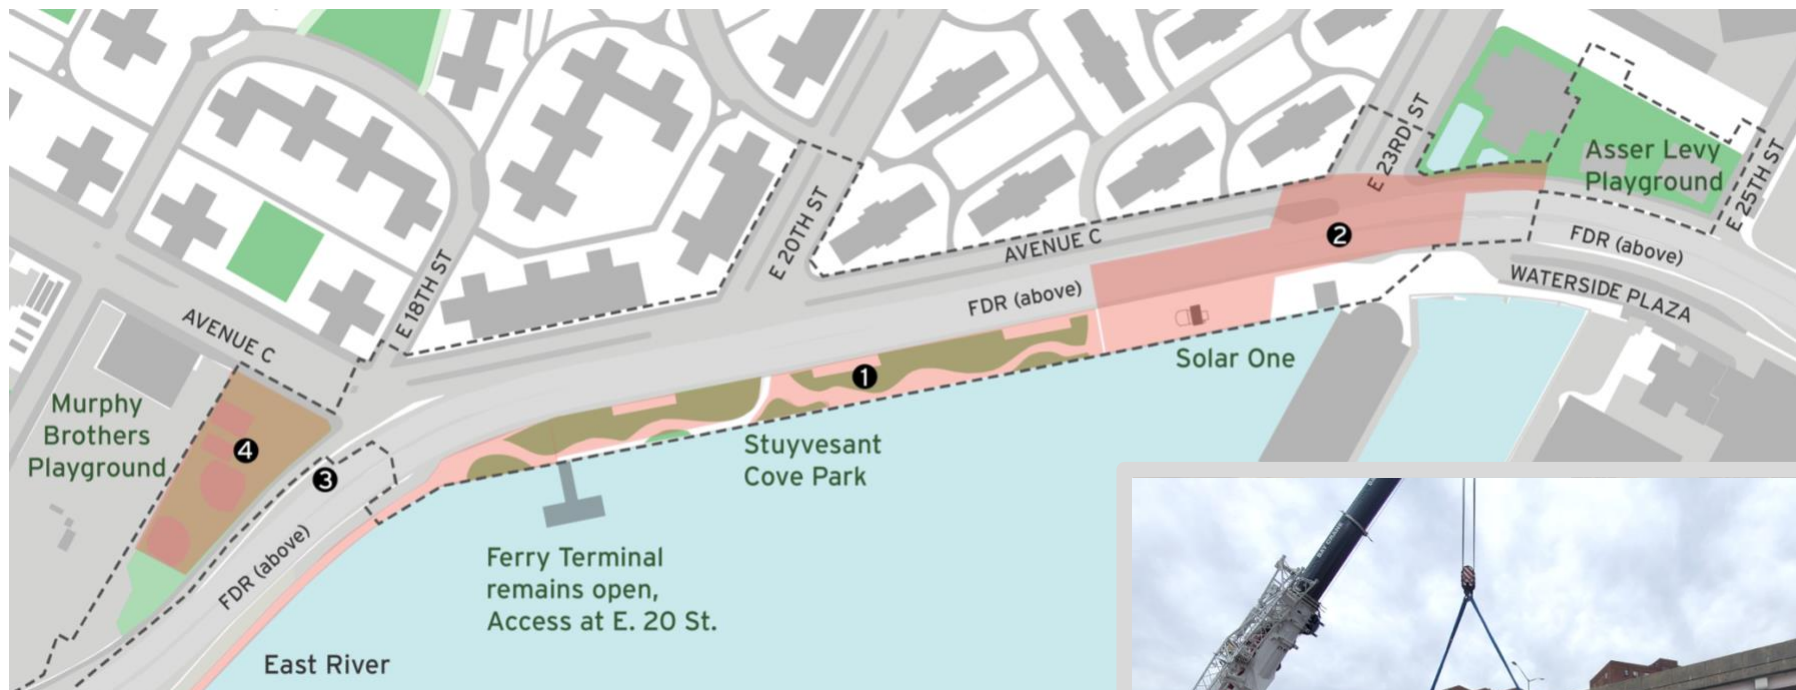 E 23RD ST
Asser Levy
Playground
E 25TH ST
E 20TH ST
AVENUE C
FDR (above)
2
FDR (above)
WATERSIDE PLAZA
E 18TH ST
AVENUE C
Solar One
1
Murphy
Brothers
Playground
4
3
Stuyvesant
Cove Park
FDR (above)
Ferry Terminal
remains open,
Access at E. 20 St.
East River
BAY CRANE